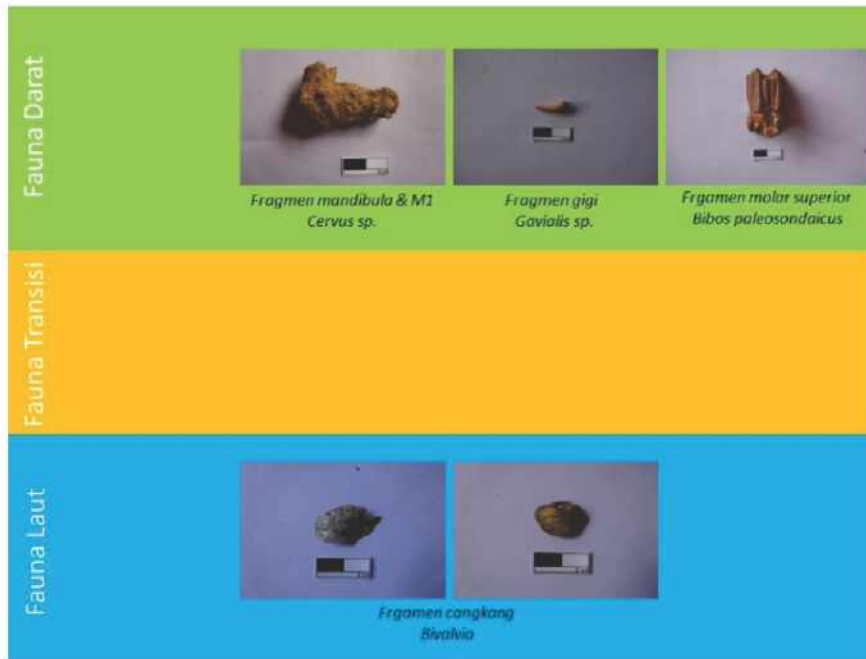 Fauna Darat
Fragmen mandibula & M1
Cervus sp.
Fragmen gigi
Gavialis sp.
Frgamen molar superior
Bibos paleosondaicus
Fauna Transisi
Fauna Laut
Frgamen cangkang
Bivalvia